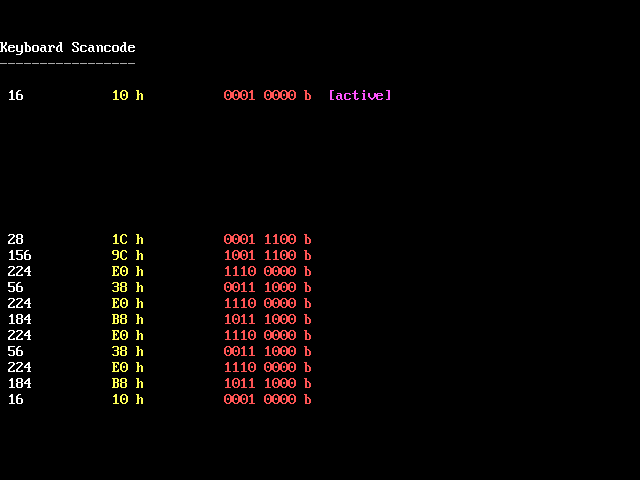 Keyboard Scancode
-----------------
16 10 h 0001 0000 b [active]
28 1C h 0001 1100 b
156 9C h 1001 1100 b
224 E0 h 1110 0000 b
56 38 h 0011 1000 b
224 E0 h 1110 0000 b
184 B8 h 1011 1000 b
224 E0 h 1110 0000 b
56 38 h 0011 1000 b
224 E0 h 1110 0000 b
184 B8 h 1011 1000 b
16 10 h 0001 0000 b